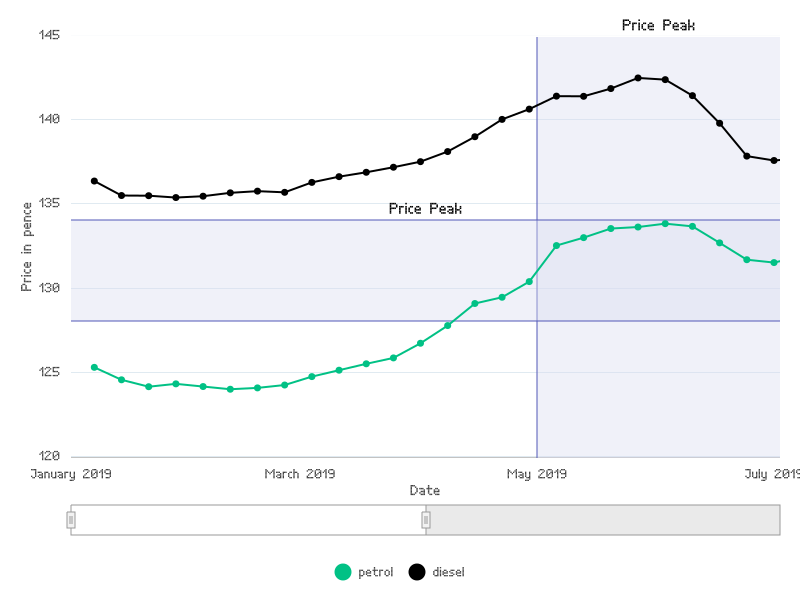 Price Peak
145
140
135
Price Peak
130
125
120
Price in pence
January 2019
March 2019
May 2019
July 2019
Date
petrol
diesel